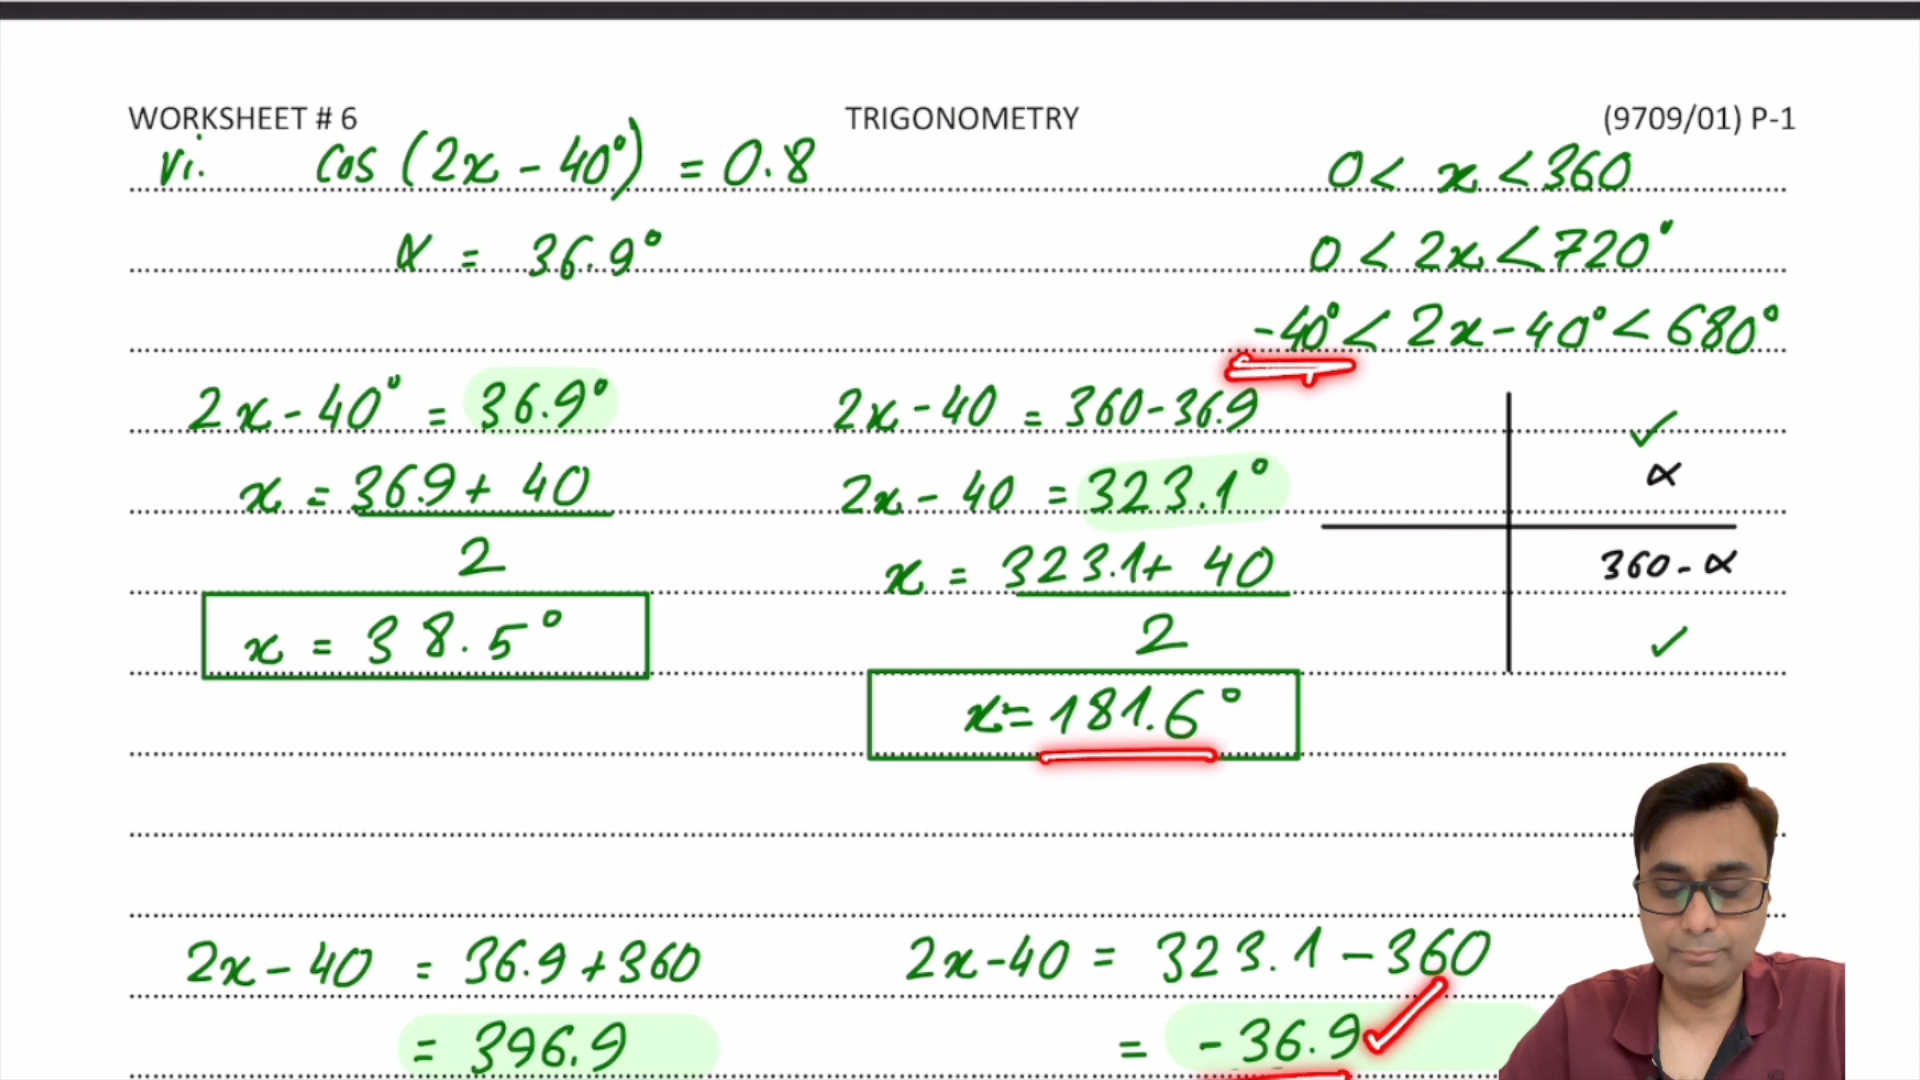 WORKSHEET # 6 TRIGONOMETRY (9709/01) P-1
vi. cos (2x - 40°) = 0.8 0 < x < 360
α = 36.9° 0 < 2x < 720°
-40° < 2x - 40° < 680°
2x - 40° = 36.9° 2x - 40 = 360 - 36.9 ✓
x = 36.9 + 40 2x - 40 = 323.1° α
2 x = 323.1 + 40 360 - α
x = 38.5° 2 ✓
x = 181.6°
2x - 40 = 36.9 + 360 2x - 40 = 323.1 - 360
= 396.9 = -36.9 ✓